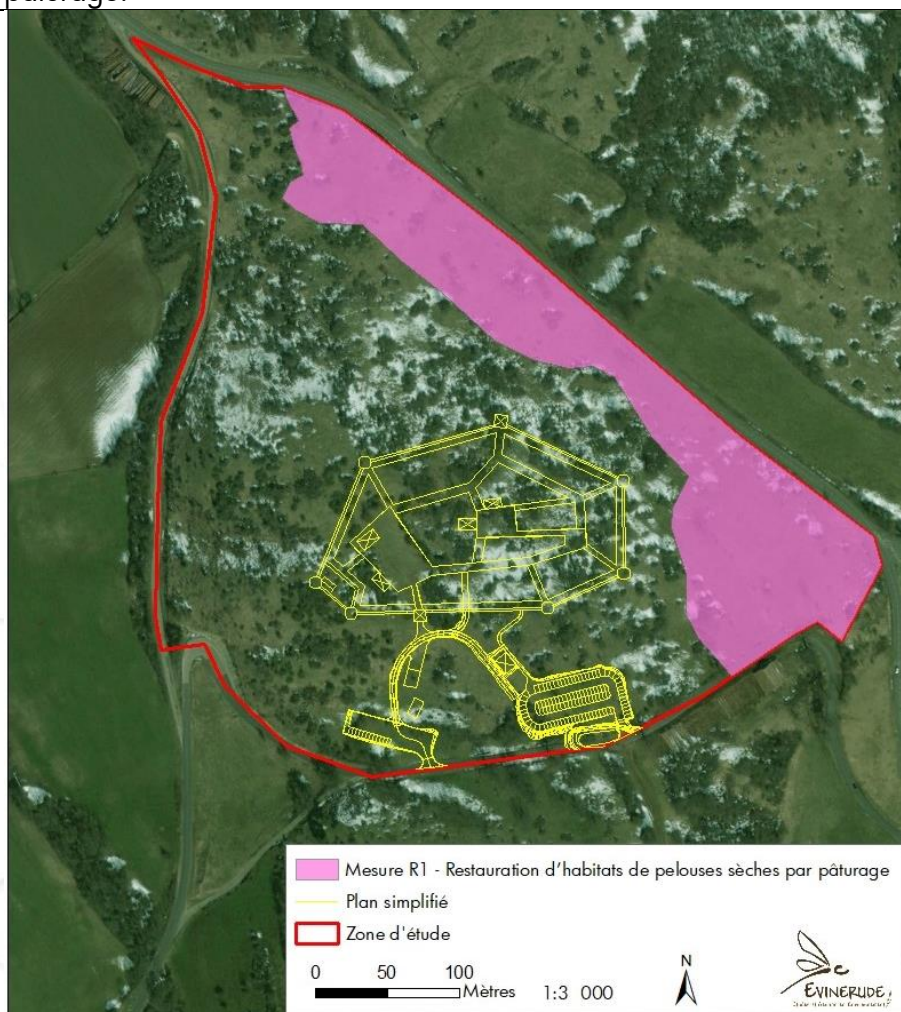 pâturage.
Mesure R1 - Restauration d'habitats de pelouses sèches par pâturage
Plan simplifié
Zone d'étude
0 50 100
Mètres 1:3 000
N
EVINERUDE